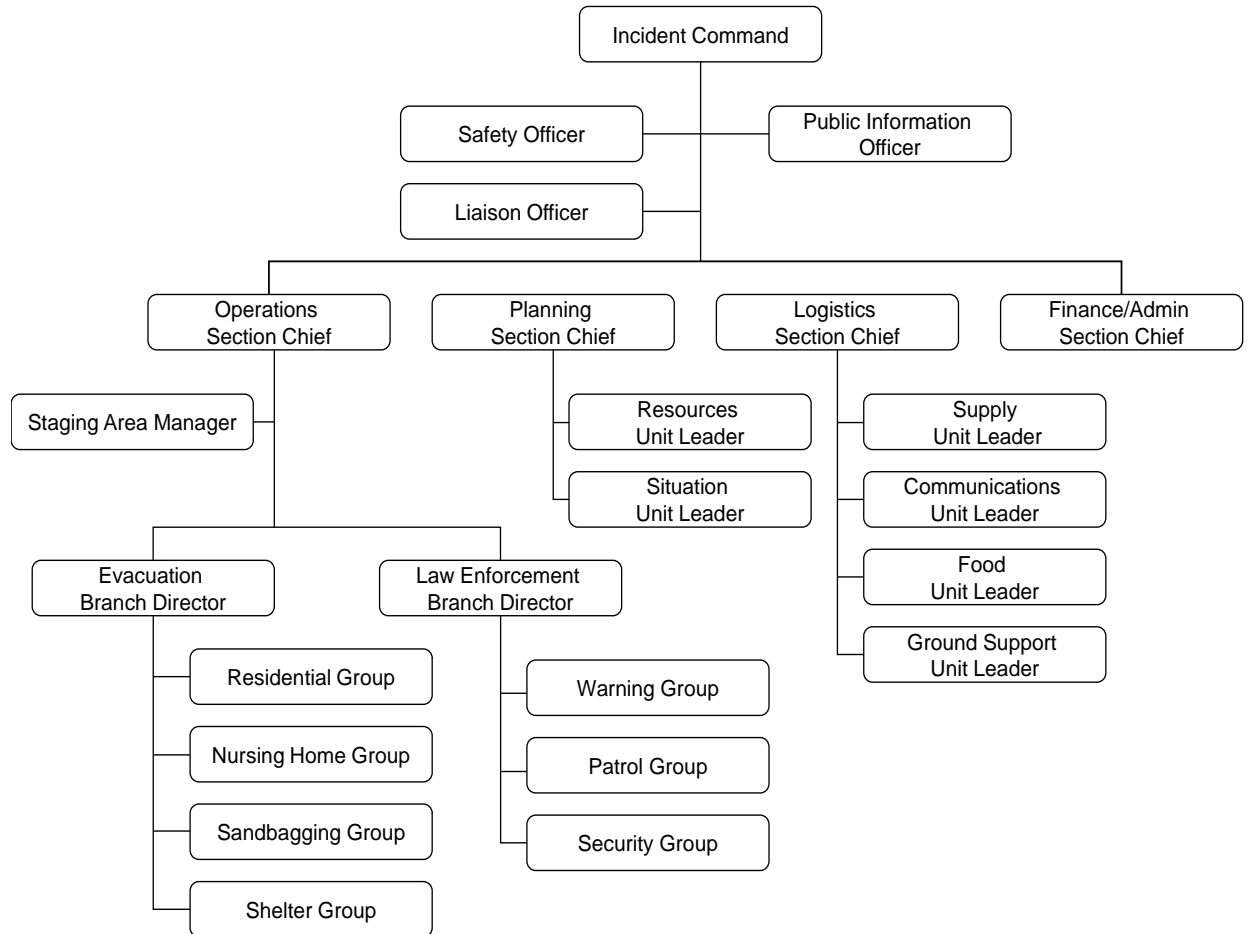 Incident Command
Safety Officer
Public Information
Officer
Liaison Officer
Operations
Section Chief
Planning
Section Chief
Logistics
Section Chief
Finance/Admin
Section Chief
Staging Area Manager
Resources
Unit Leader
Situation
Unit Leader
Supply
Unit Leader
Communications
Unit Leader
Food
Unit Leader
Ground Support
Unit Leader
Evacuation
Branch Director
Law Enforcement
Branch Director
Residential Group
Nursing Home Group
Sandbagging Group
Shelter Group
Warning Group
Patrol Group
Security Group